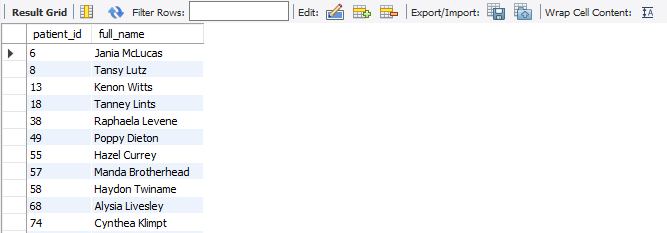 Result Grid Filter Rows: Edit: Export/Import: Wrap Cell Content:
patient_id full_name
6 Jania McLucas
8 Tansy Lutz
13 Kenon Witts
18 Tanney Lints
38 Raphaela Levene
49 Poppy Dieton
55 Hazel Currey
57 Manda Brotherhead
58 Haydon Twiname
68 Alysia Livesley
74 Cynthea Klimpt